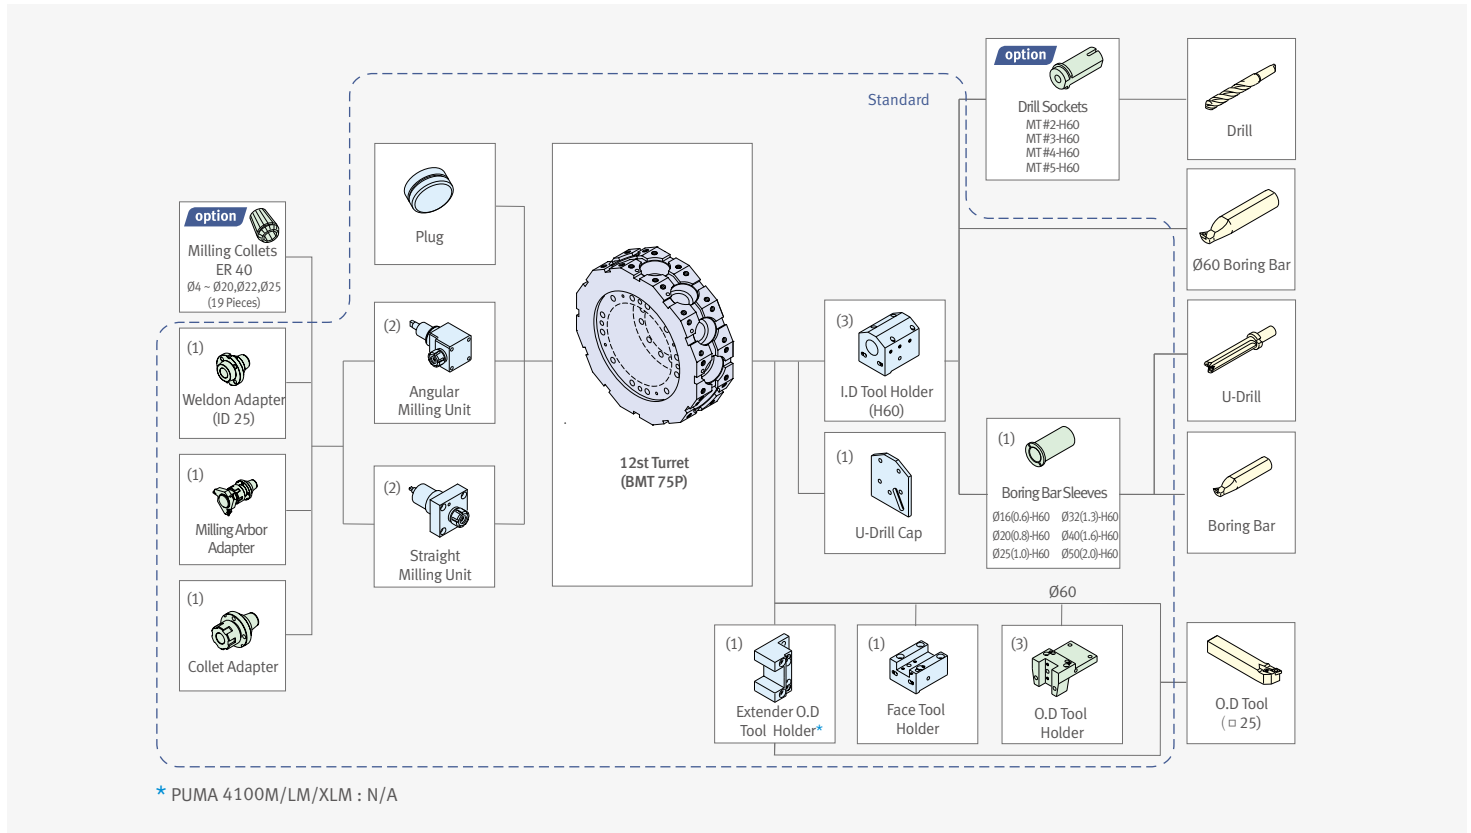 option
Drill Sockets
MT#2-H60
MT#3-H60
MT#4-H60
MT#5-H60
Drill
Standard
Plug
option
Milling Collets
ER 40
Ø4 ~ Ø20,Ø22,Ø25
(19 Pieces)
Ø60 Boring Bar
(1)
Weldon Adapter
(ID 25)
(2)
Angular
Milling Unit
12st Turret
(BMT 75P)
(3)
I.D Tool Holder
(H60)
U-Drill
(1)
Milling Arbor
Adapter
(2)
Straight
Milling Unit
(1)
U-Drill Cap
(1)
Boring Bar Sleeves
Ø16(0.6)-H60 Ø32(1.3)-H60
Ø20(0.8)-H60 Ø40(1.6)-H60
Ø25(1.0)-H60 Ø50(2.0)-H60
Boring Bar
(1)
Collet Adapter
Ø60
(1)
Extender O.D
Tool Holder*
(1)
Face Tool
Holder
(3)
O.D Tool
Holder
O.D Tool
(□ 25)
* PUMA 4100M/LM/XLM : N/A